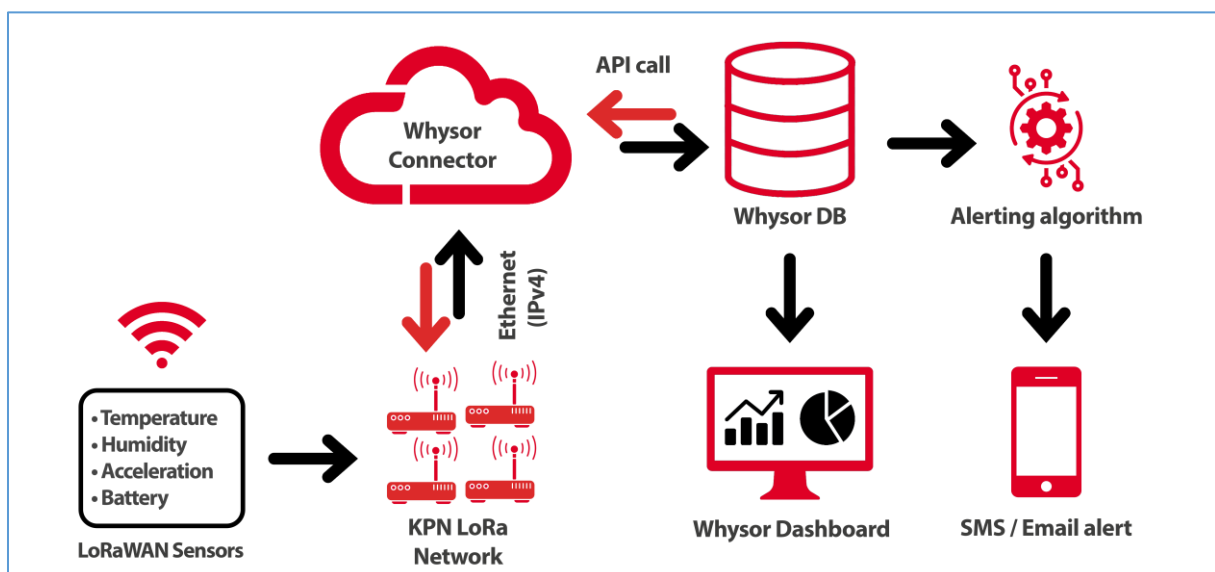 API call
Whysor
Connector
Whysor DB
Alerting algorithm
Ethernet
(IPv4)
• Temperature
• Humidity
• Acceleration
• Battery
LoRaWAN Sensors
KPN LoRa
Network
Whysor Dashboard
SMS / Email alert